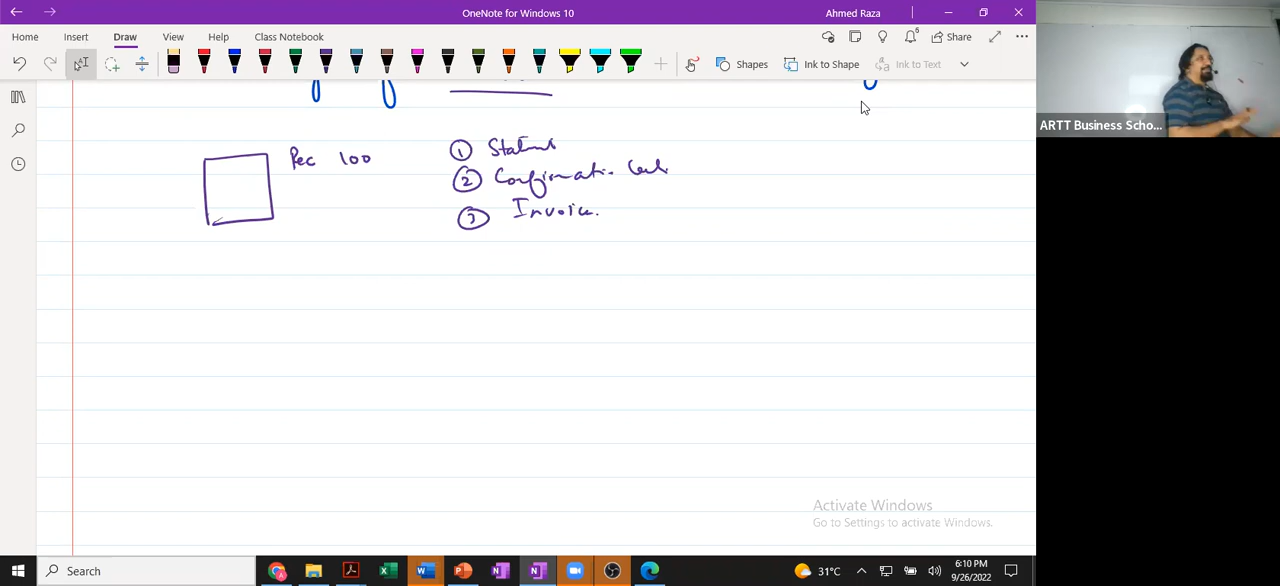 OneNote for Windows 10
Ahmed Raza
Home Insert Draw View Help Class Notebook
6 Share
Shapes Ink to Shape Ink to Text
ARTT Business Scho...
Rec 100
1
2 Confirmation
3 Invoice.
Activate Windows
Go to Settings to activate Windows.
Search
31°C
6:10 PM
9/26/2022